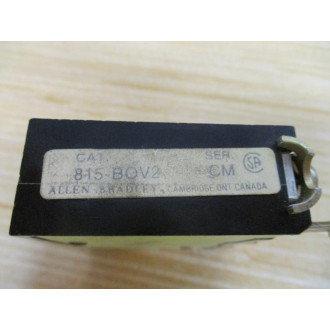 CAT. SER.
815-BOV2 CM
ALLEN-BRADLEY CAMBRIDGE ONT CANADA
SA